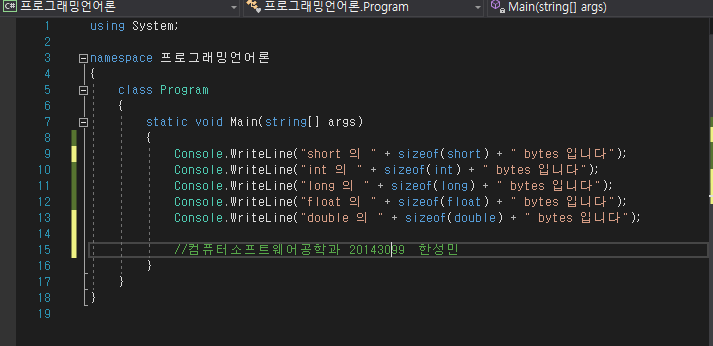 C# 프로그래밍언어론 프로그래밍언어론.Program Main(string[] args)
1 using System;
2
3 namespace 프로그래밍언어론
4 {
5 class Program
6 {
7 static void Main(string[] args)
8 {
9 Console.WriteLine("short 의 " + sizeof(short) + " bytes 입니다");
10 Console.WriteLine("int 의 " + sizeof(int) + " bytes 입니다");
11 Console.WriteLine("long 의 " + sizeof(long) + " bytes 입니다");
12 Console.WriteLine("float 의 " + sizeof(float) + " bytes 입니다");
13 Console.WriteLine("double 의 " + sizeof(double) + " bytes 입니다");
14
15 //컴퓨터소프트웨어공학과 20143099 한성민
16 }
17 }
18 }
19